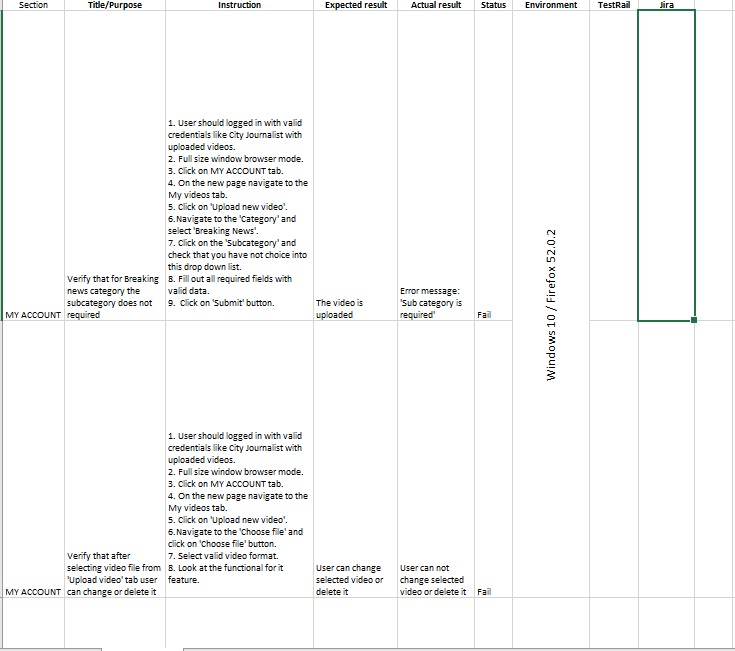 Section Title/Purpose Instruction Expected result Actual result Status Environment TestRail Jira
1. User should logged in with valid
credentials like City Journalist with
uploaded videos.
2. Full size window browser mode.
3. Click on MY ACCOUNT tab.
4. On the new page navigate to the
My videos tab.
5. Click on 'Upload new video'.
6.Navigate to the 'Category' and
select 'Breaking News'.
7. Click on the 'Subcategory' and
check that you have not choice into
this drop down list.
8. Fill out all required fields with
valid data.
9. Click on 'Submit' button.
Verify that for Breaking
news category the
subcategory does not
required
MY ACCOUNT
The video is
uploaded
Error message:
'Sub category is
required'
Fail
Windows 10 / Firefox 52.0.2
1. User should logged in with valid
credentials like City Journalist with
uploaded videos.
2. Full size window browser mode.
3. Click on MY ACCOUNT tab.
4. On the new page navigate to the
My videos tab.
5. Click on 'Upload new video'.
6.Navigate to the 'Choose file' and
click on 'Choose file' button.
7. Select valid video format.
8. Look at the functional for it
feature.
Verify that after
selecting video file from
'Upload video' tab user
can change or delete it
MY ACCOUNT
User can change
selected video or
delete it
User can not
change selected
video or delete it
Fail